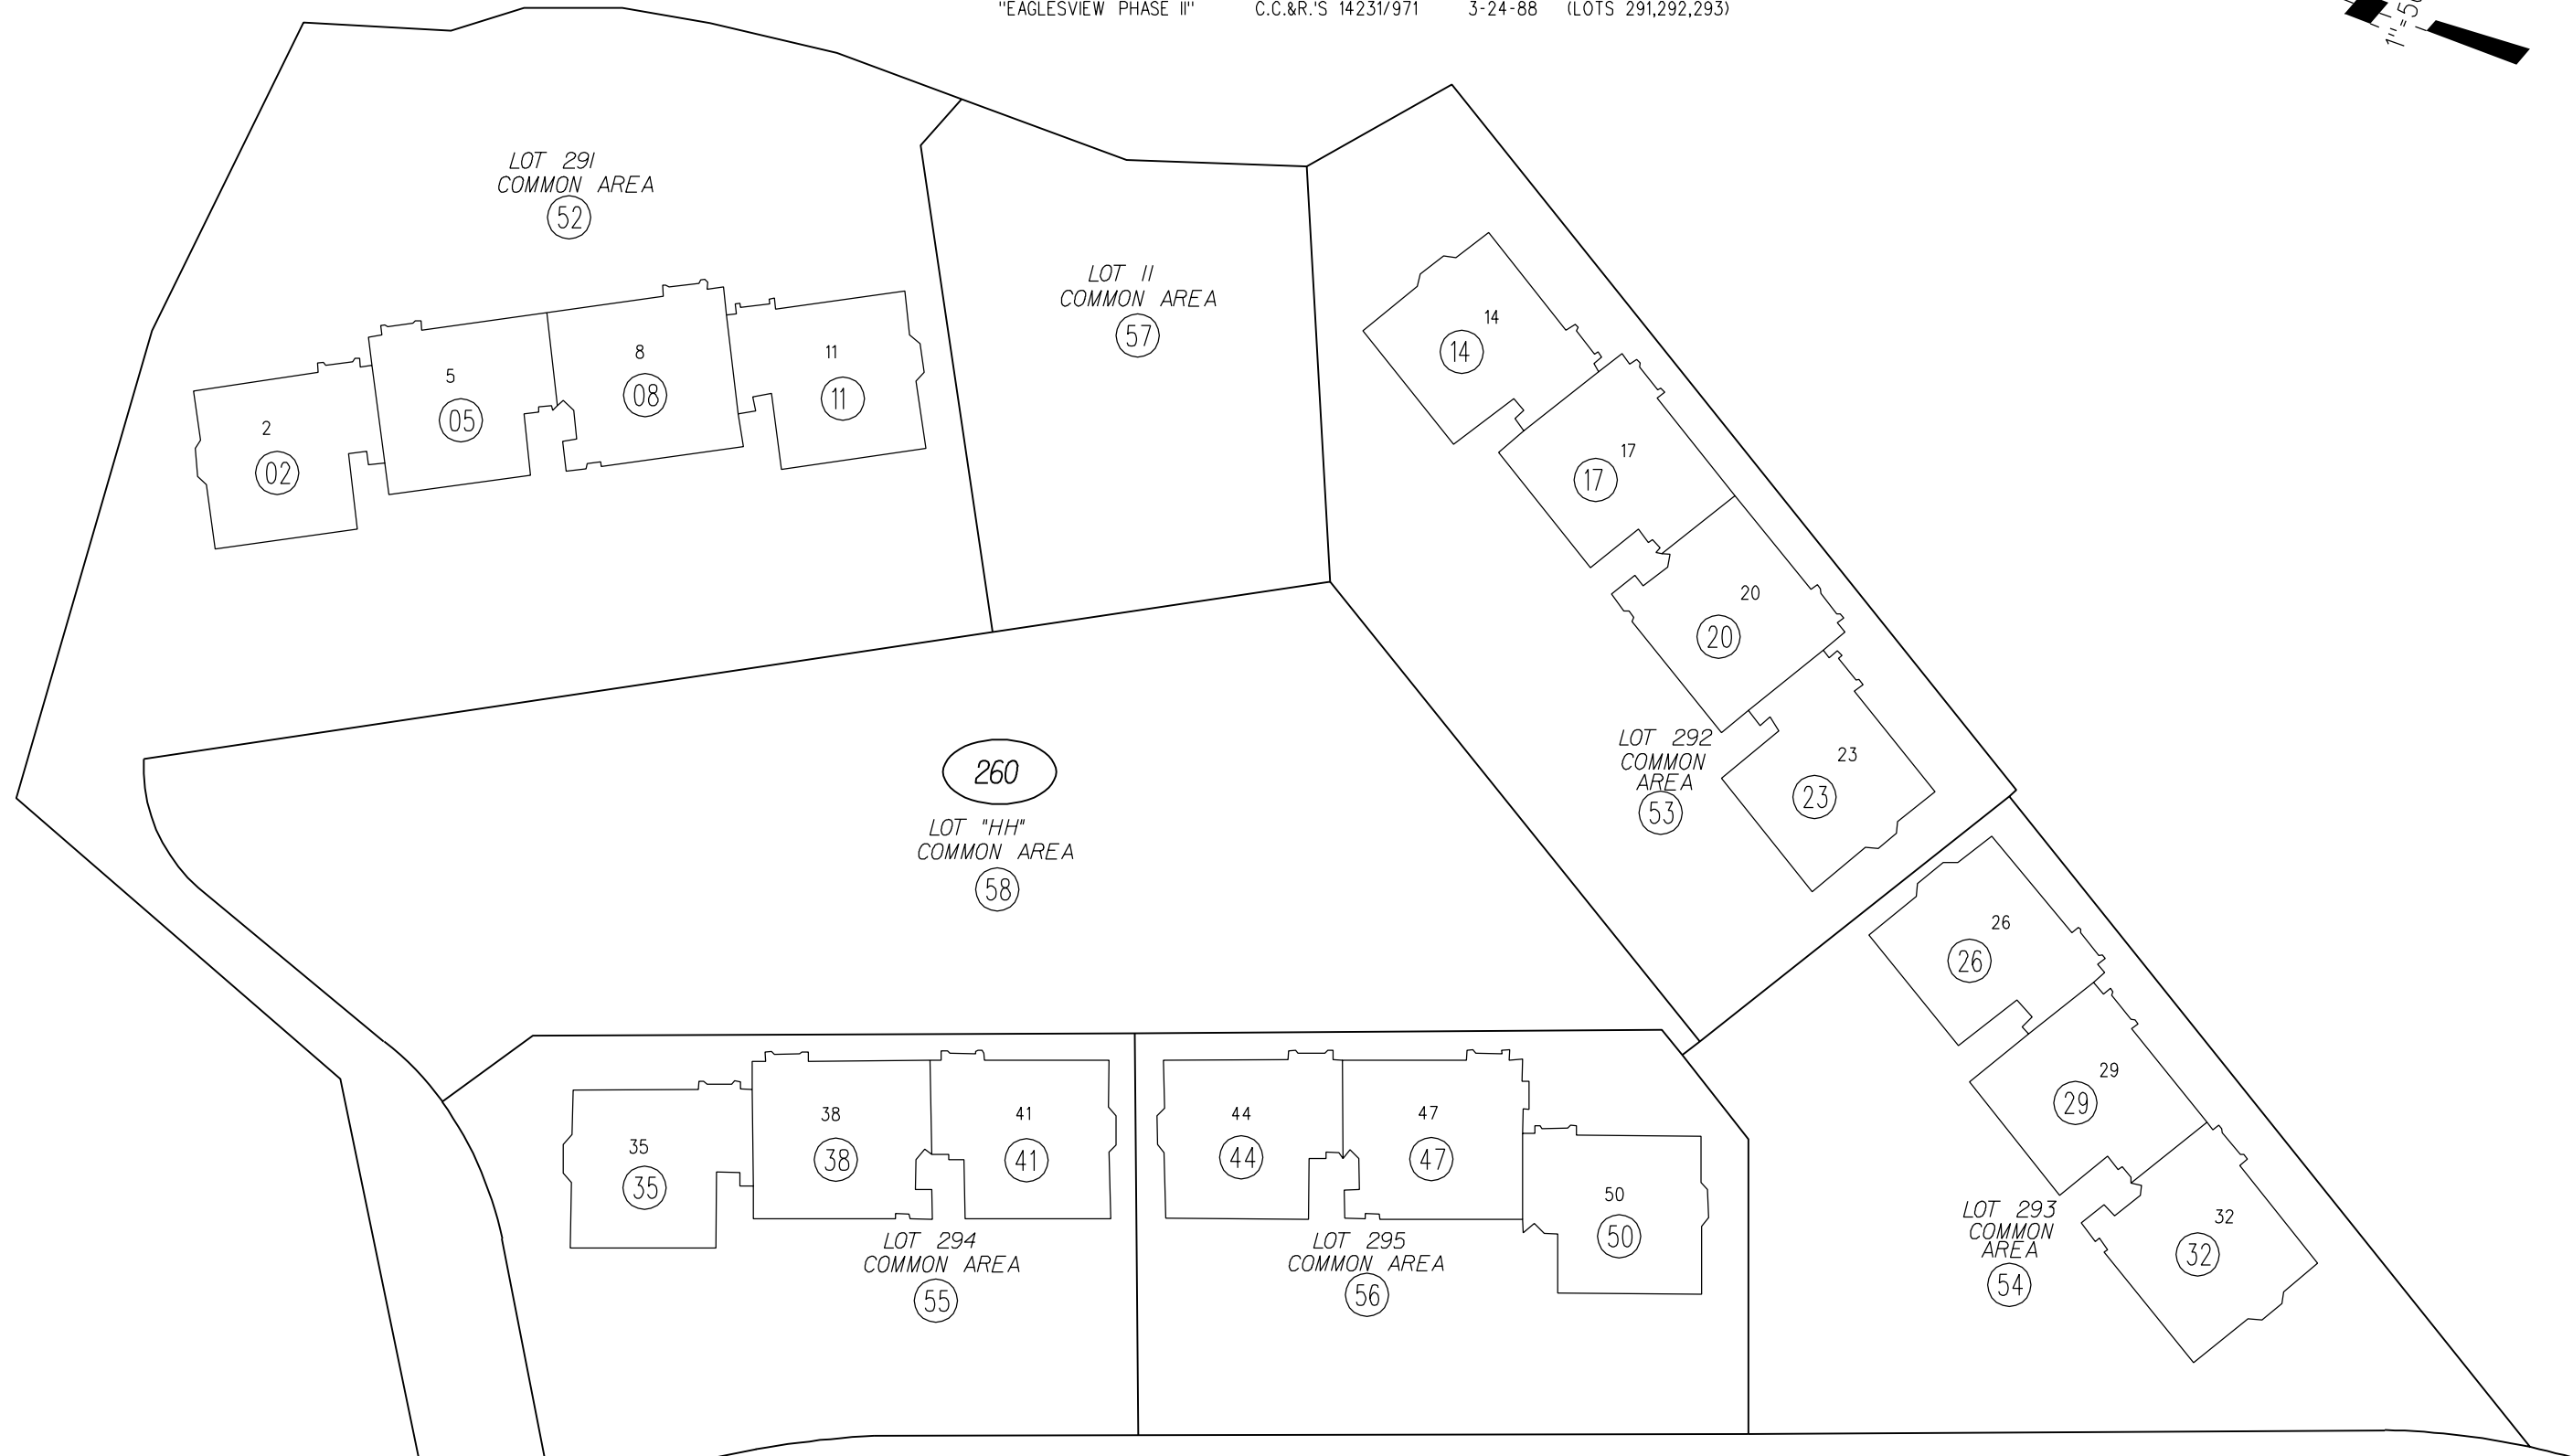 "EAGLESVIEW PHASE II" C.C.&R.'S 14231/971 3-24-88 (LOTS 291,292,293)
LOT 291
COMMON AREA
52
LOT 11
COMMON AREA
57
2
02
5
05
8
08
11
11
14
14
17
17
20
20
23
23
LOT 292
COMMON
AREA
53
260
LOT "HH"
COMMON AREA
58
26
26
29
29
32
32
LOT 293
COMMON
AREA
54
35
35
38
38
41
41
LOT 294
COMMON AREA
55
44
44
47
47
50
50
LOT 295
COMMON AREA
56